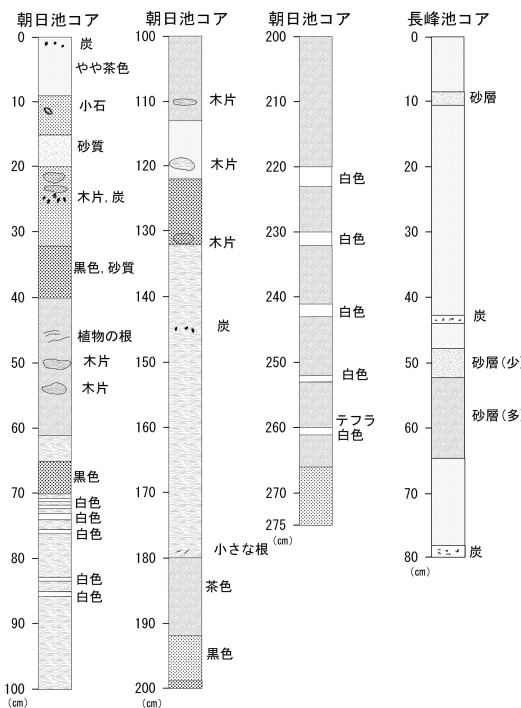 朝日池コア
0
炭
やや茶色
10
小石
砂質
20
木片, 炭
30
黒色, 砂質
40
植物の根
50
木片
木片
60
黒色
70
白色
白色
白色
80
白色
白色
90
100
(cm)
朝日池コア
100
110
木片
120
木片
130
木片
140
炭
150
160
170
小さな根
180
茶色
190
黒色
200
(cm)
朝日池コア
200
210
220
白色
230
白色
240
白色
250
白色
テフラ
260
白色
270
275
(cm)
長峰池コア
0
砂層
10
20
30
40
炭
砂層(少)
50
砂層(多)
60
70
炭
80
(cm)